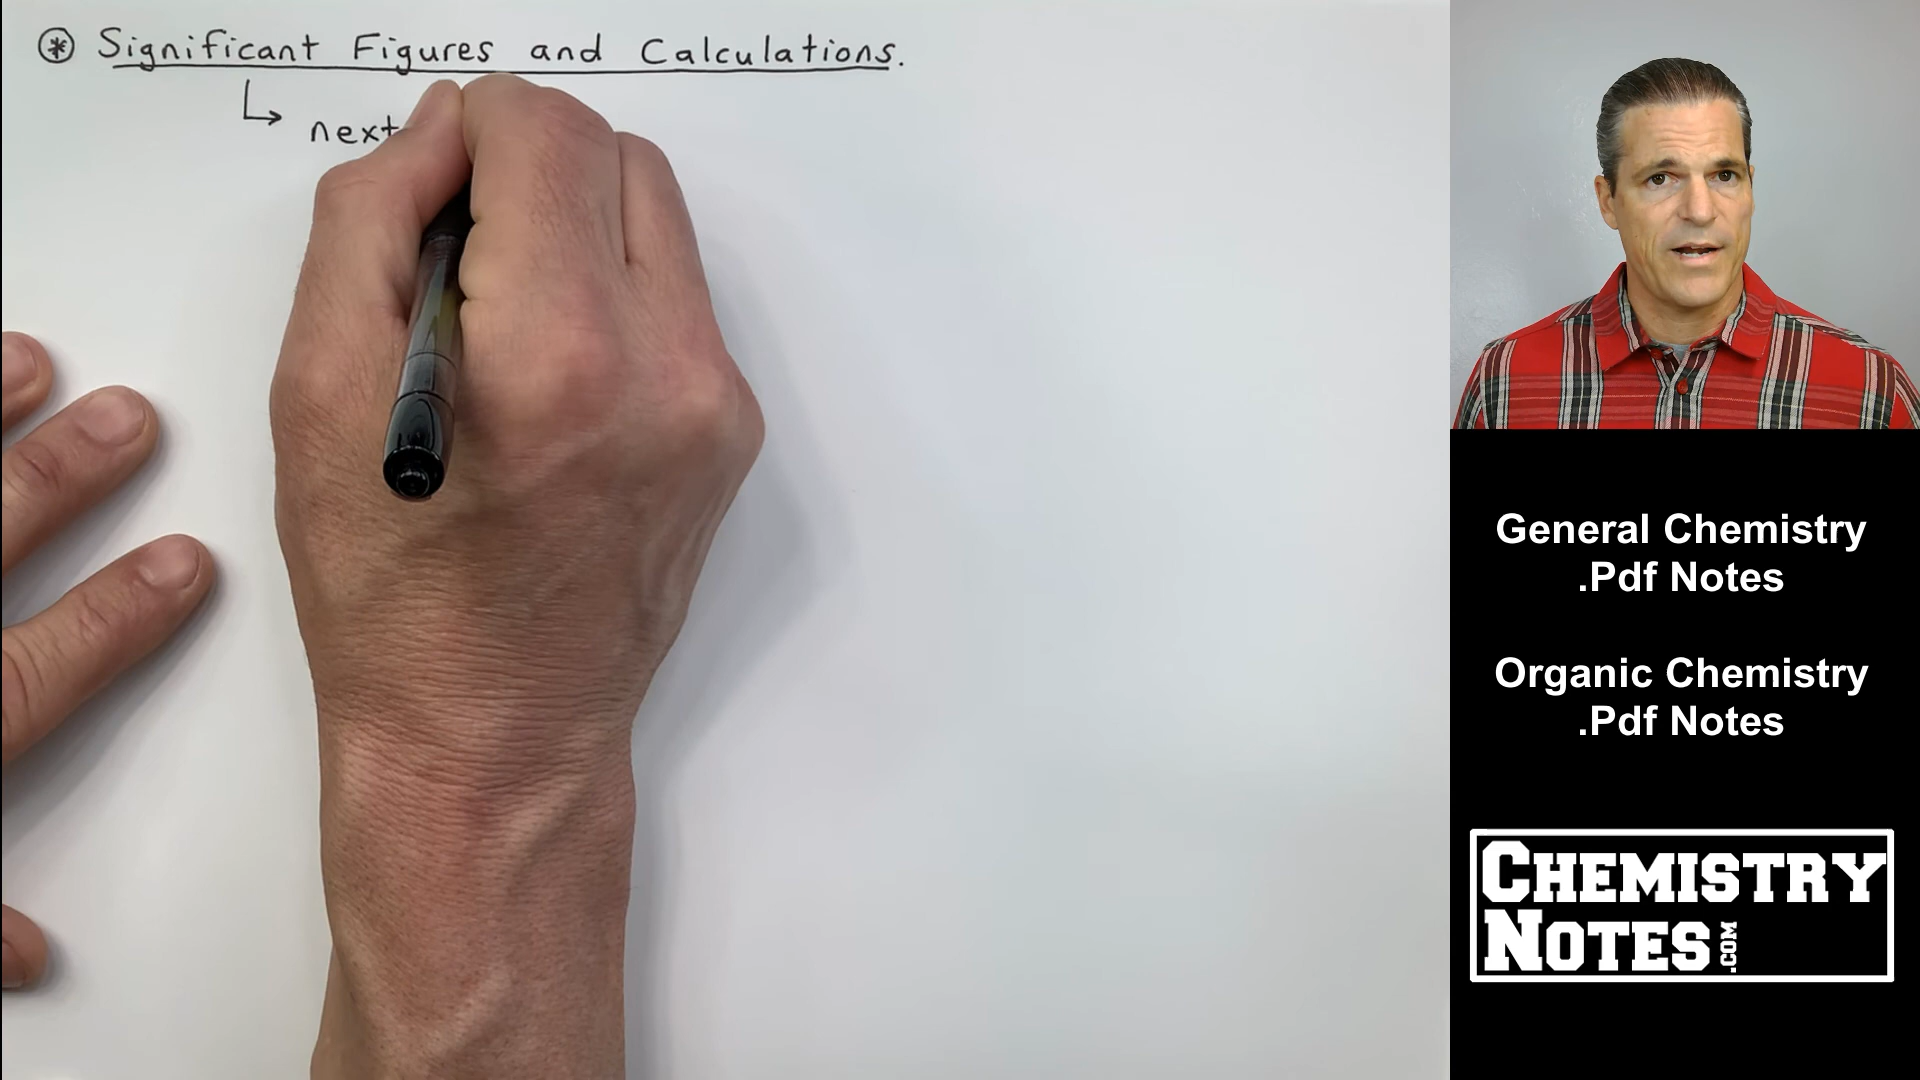 ⊛ Significant Figures and Calculations.
↳ next
General Chemistry
.Pdf Notes
Organic Chemistry
.Pdf Notes
CHEMISTRY
NOTES.COM